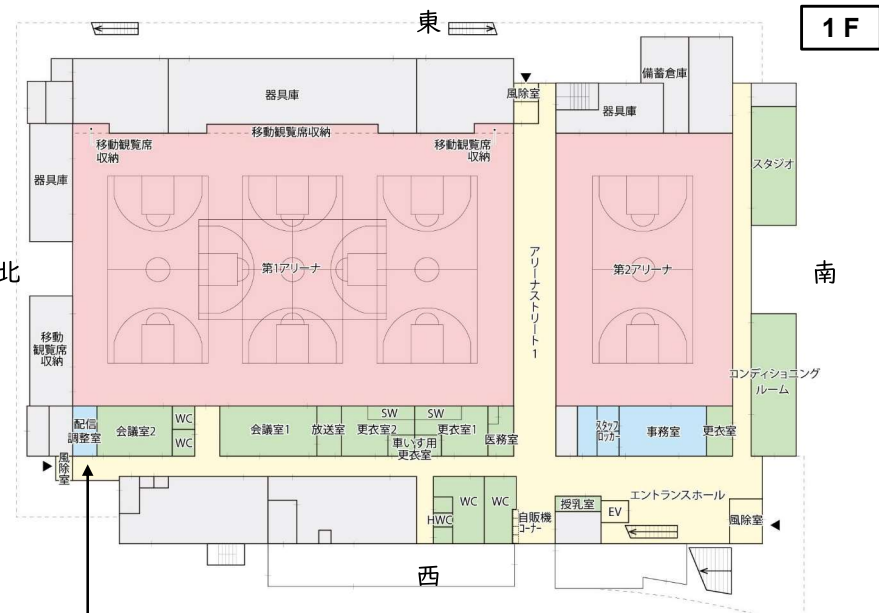 東
1F
備蓄倉庫
器具庫
風除室
器具庫
移動観覧席
収納
移動観覧席収納
移動観覧席
収納
器具庫
スタジオ
北
第1アリーナ
アリーナストリート1
第2アリーナ
南
移動
観覧席
収納
コンディショニング
ルーム
配信
調整室
会議室2
WC
WC
会議室1
放送室
SW
更衣室2
車いす用
更衣室
SW
更衣室1
医務室
スタッフ
ロッカー
事務室
更衣室
風除室
HWC
WC
WC
自販機
コーナー
授乳室
EV
エントランスホール
風除室
西